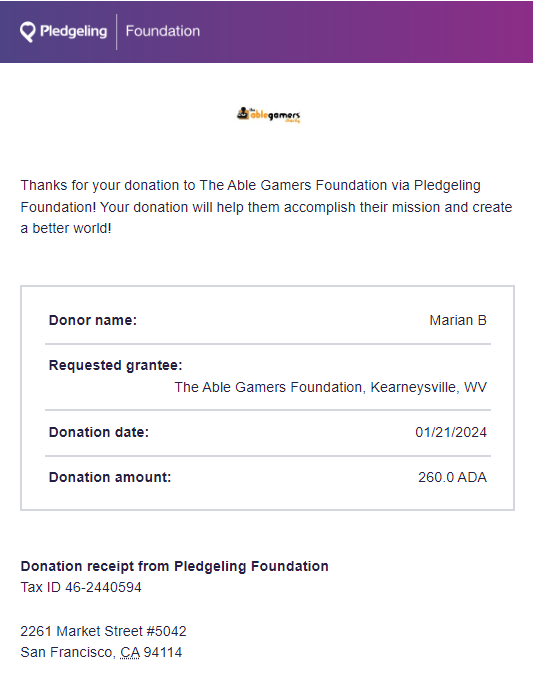 Pledgeling Foundation
the
ablegamers
charity
Thanks for your donation to The Able Gamers Foundation via Pledgeling
Foundation! Your donation will help them accomplish their mission and create
a better world!
Donor name: Marian B
Requested grantee:
The Able Gamers Foundation, Kearneysville, WV
Donation date: 01/21/2024
Donation amount: 260.0 ADA
Donation receipt from Pledgeling Foundation
Tax ID 46-2440594
2261 Market Street #5042
San Francisco, CA 94114